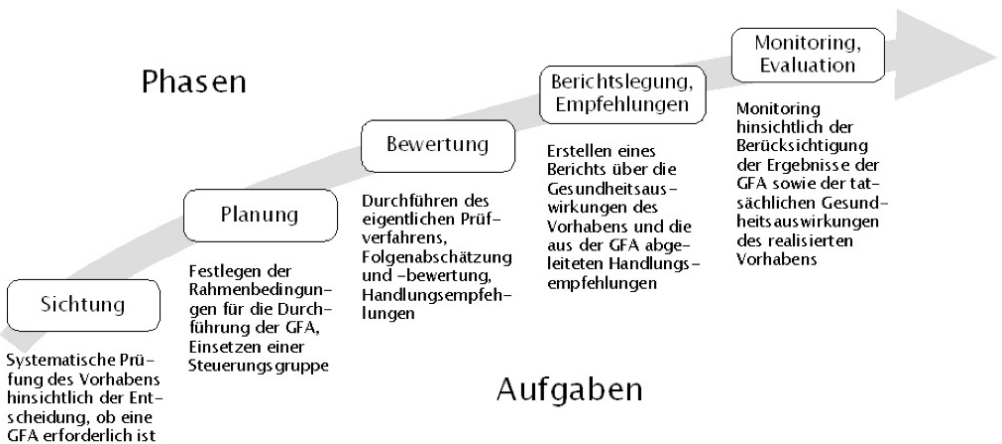 Phasen
Sichtung
Systematische Prü-
fung des Vorhabens
hinsichtlich der Ent-
scheidung, ob eine
GFA erforderlich ist
Planung
Festlegen der
Rahmenbedingun-
gen für die Durch-
führung der GFA,
Einsetzen einer
Steuerungsgruppe
Bewertung
Durchführen des
eigentlichen Prüf-
verfahrens,
Folgenabschätzung
und -bewertung,
Handlungsempfeh-
lungen
Berichtslegung,
Empfehlungen
Erstellen eines
Berichts über die
Gesundheitsaus-
wirkungen des
Vorhabens und die
aus der GFA abge-
leiteten Handlungs-
empfehlungen
Monitoring,
Evaluation
Monitoring
hinsichtlich der
Berücksichtigung
der Ergebnisse der
GFA sowie der tat-
sächlichen Gesund-
heitsauswirkungen
des realisierten
Vorhabens
Aufgaben